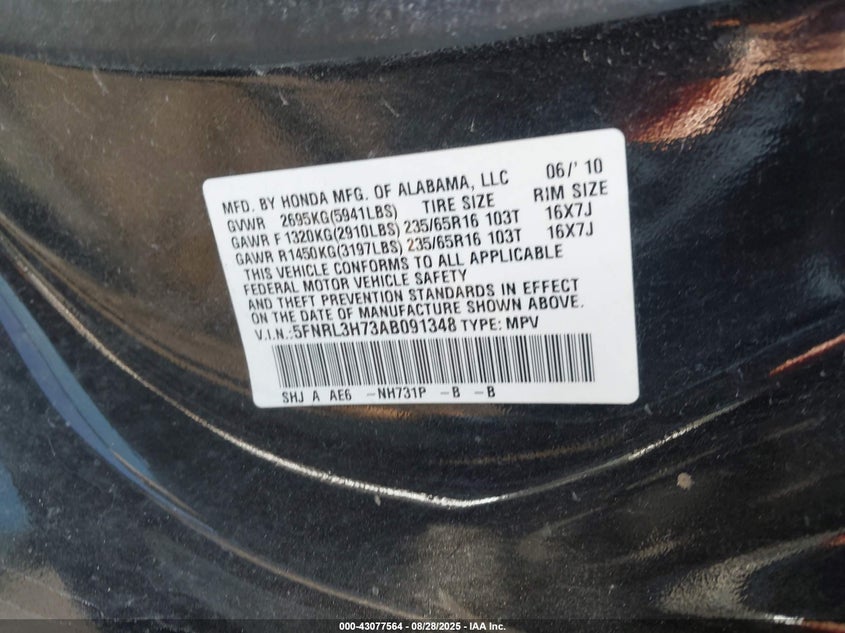 MFD. BY HONDA MFG. OF ALABAMA, LLC 06/' 10
GVWR 2695KG(5941LBS) TIRE SIZE RIM SIZE
GAWR F 1320KG(2910LBS) 235/65R16 103T 16X7J
GAWR R1450KG(3197LBS) 235/65R16 103T 16X7J
THIS VEHICLE CONFORMS TO ALL APPLICABLE
FEDERAL MOTOR VEHICLE SAFETY
AND THEFT PREVENTION STANDARDS IN EFFECT
ON THE DATE OF MANUFACTURE SHOWN ABOVE.
V.I.N.:5FNRL3H73AB091348 TYPE: MPV
SHJ A AE6 -NH731P -B -B
000-43077564 - 08/28/2025 - IAA Inc.